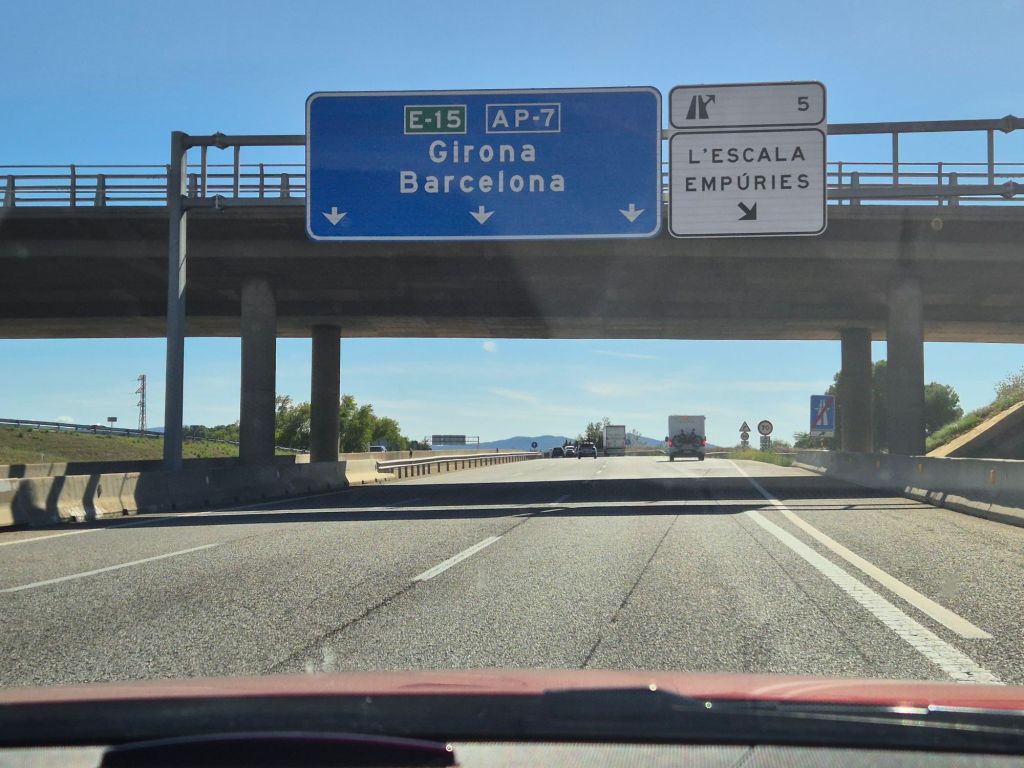 E-15 AP-7
Girona
Barcelona
5
L'ESCALA
EMPÚRIES